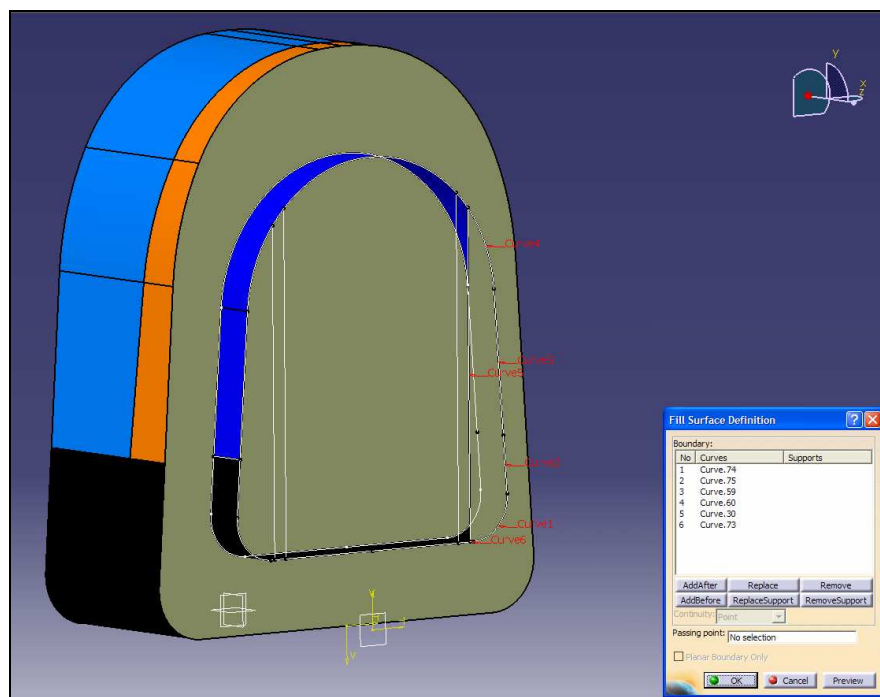 y
x
z
Curve4
Curve5
Curve1
Curve6
Fill Surface Definition
Boundary:
No Curves Supports
1 Curve.74
2 Curve.75
3 Curve.59
4 Curve.60
5 Curve.30
6 Curve.73
AddAfter Replace Remove
AddBefore ReplaceSupport RemoveSupport
Continuity: Point
Passing point: No selection
Planar Boundary Only
OK Cancel Preview